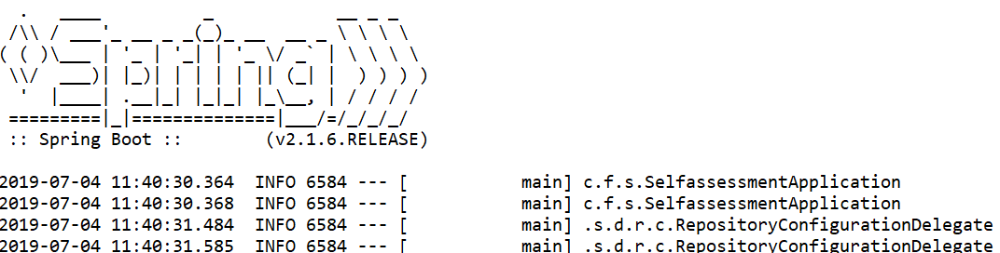 .   ____          _            __ _ _
 /\\ / ___'_ __ _ _(_)_ __  __ _ \ \ \ \
( ( )\___ | '_ | '_| | '_ \/ _` | \ \ \ \
 \\/  ___)| |_)| | | | | || (_| |  ) ) ) )
  '  |____| .__|_| |_|_| |_\__, | / / / /
 =========|_|==============|___/=/_/_/_/
 :: Spring Boot ::        (v2.1.6.RELEASE)

2019-07-04 11:40:30.364  INFO 6584 --- [           main] c.f.s.SelfassessmentApplication
2019-07-04 11:40:30.368  INFO 6584 --- [           main] c.f.s.SelfassessmentApplication
2019-07-04 11:40:31.484  INFO 6584 --- [           main] .s.d.r.c.RepositoryConfigurationDelegate
2019-07-04 11:40:31.585  INFO 6584 --- [           main] .s.d.r.c.RepositoryConfigurationDelegate